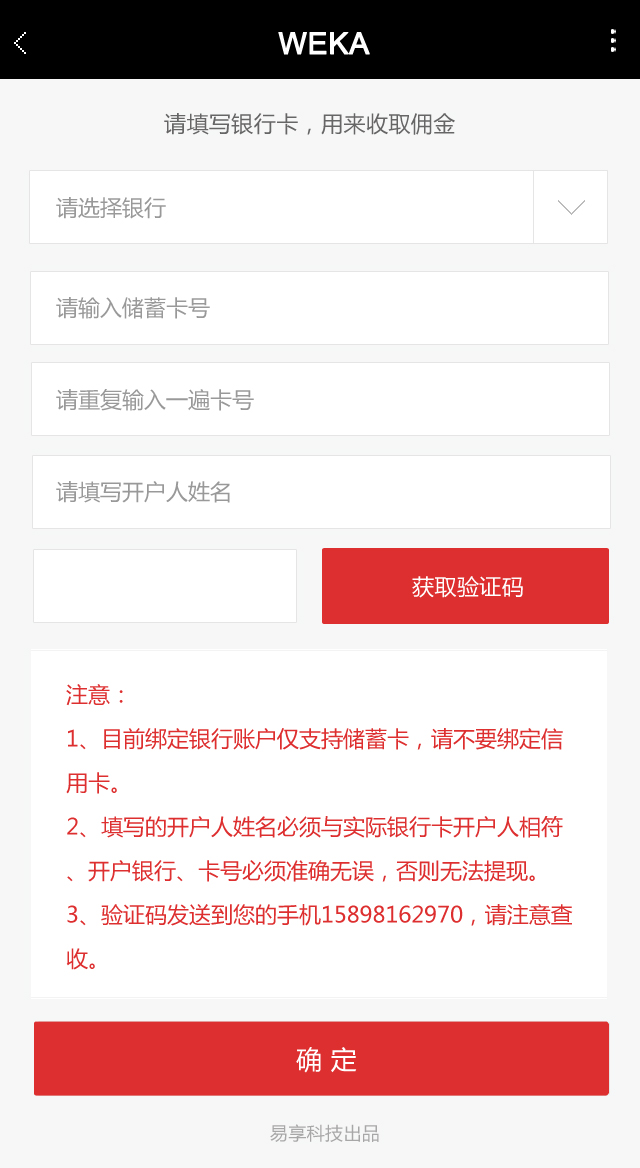 WEKA
请填写银行卡，用来收取佣金
请选择银行
请输入储蓄卡号
请重复输入一遍卡号
请填写开户人姓名
获取验证码
注意：
1、目前绑定银行账户仅支持储蓄卡，请不要绑定信
用卡。
2、填写的开户人姓名必须与实际银行卡开户人相符
、开户银行、卡号必须准确无误，否则无法提现。
3、验证码发送到您的手机15898162970，请注意查
收。
确 定
易享科技出品